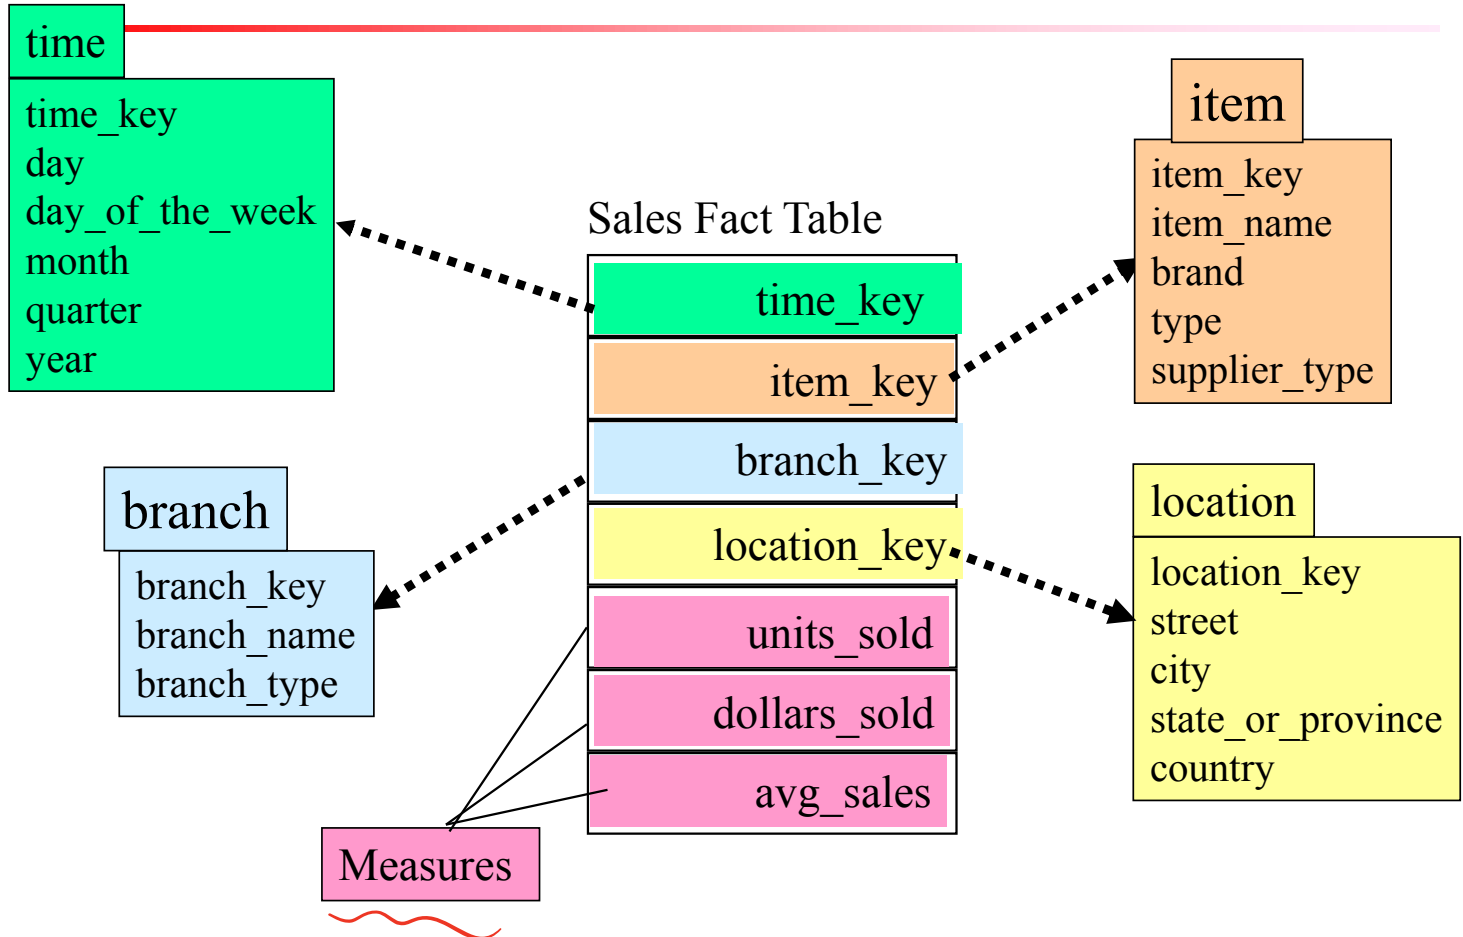 time
time_key
day
day_of_the_week
month
quarter
year
item
item_key
item_name
brand
type
supplier_type
Sales Fact Table
time_key
item_key
branch_key
location_key
units_sold
dollars_sold
avg_sales
branch
branch_key
branch_name
branch_type
location
location_key
street
city
state_or_province
country
Measures